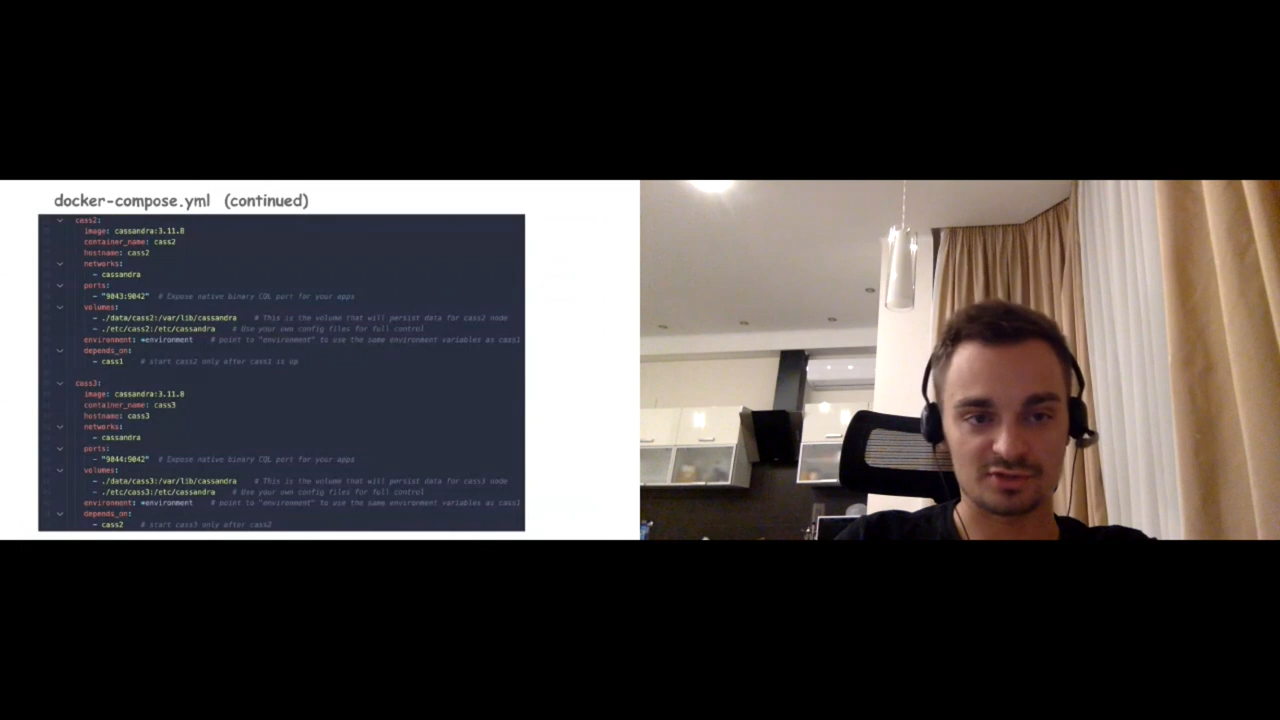 docker-compose.yml (continued)
cass2:
image: cassandra:3.11.8
container_name: cass2
hostname: cass2
networks:
- cassandra
ports:
- "9043:9042" # Expose native binary CQL port for your apps
volumes:
- ./data/cass2:/var/lib/cassandra # This is the volume that will persist data for cass2 node
- ./etc/cass2:/etc/cassandra # Use your own config files for full control
environment: *environment # point to "environment" to use the same environment variables as cass1
depends_on:
- cass1 # start cass2 only after cass1 is up
cass3:
image: cassandra:3.11.8
container_name: cass3
hostname: cass3
networks:
- cassandra
ports:
- "9044:9042" # Expose native binary CQL port for your apps
volumes:
- ./data/cass3:/var/lib/cassandra # This is the volume that will persist data for cass3 node
- ./etc/cass3:/etc/cassandra # Use your own config files for full control
environment: *environment # point to "environment" to use the same environment variables as cass1
depends_on:
- cass2 # start cass3 only after cass2